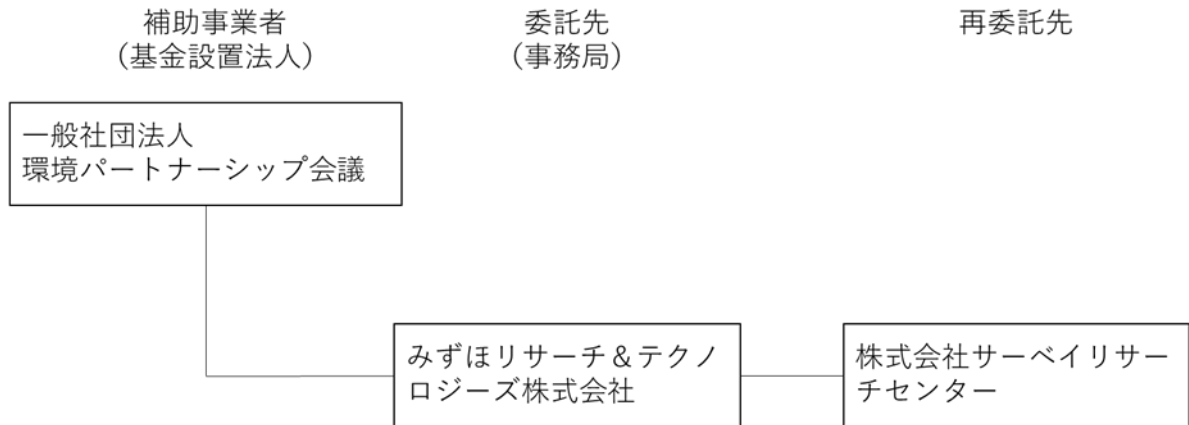 補助事業者
（基金設置法人）
委託先
（事務局）
再委託先
一般社団法人
環境パートナーシップ会議
みずほリサーチ＆テクノ
ロジーズ株式会社
株式会社サーベイリサー
チセンター